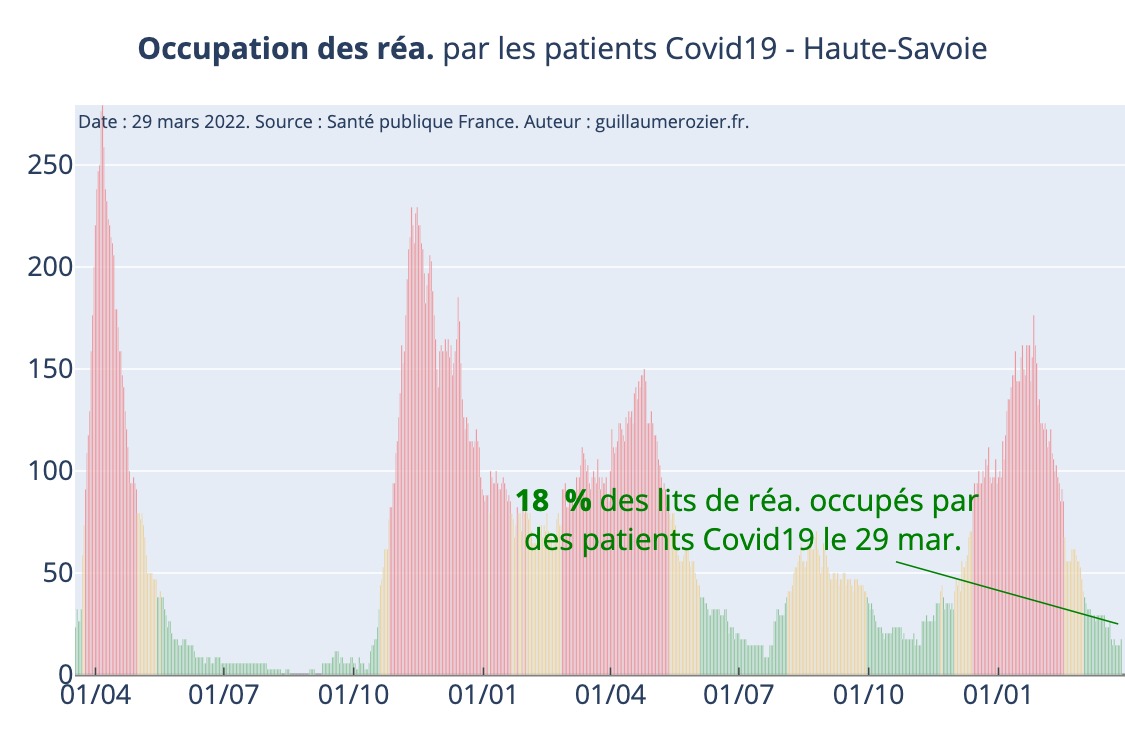 Occupation des réa. par les patients Covid19 - Haute-Savoie
Date : 29 mars 2022. Source : Santé publique France. Auteur : guillaumerozier.fr.
250
200
150
100
50
0
18 % des lits de réa. occupés par
des patients Covid19 le 29 mar.
01/04 01/07 01/10 01/01 01/04 01/07 01/10 01/01